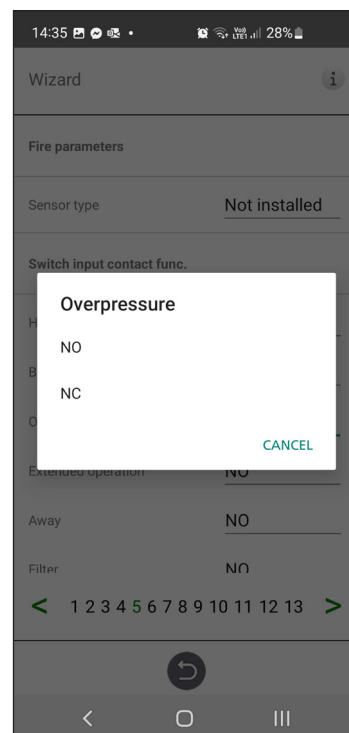 14:35 Vo)) LTE1 28%
Wizard i
Fire parameters
Sensor type Not installed
Switch input contact func.
Overpressure
H
NO
B
NC
O
CANCEL
Extended operation NO
Away NO
Filter NO
< 1 2 3 4 5 6 7 8 9 10 11 12 13 >